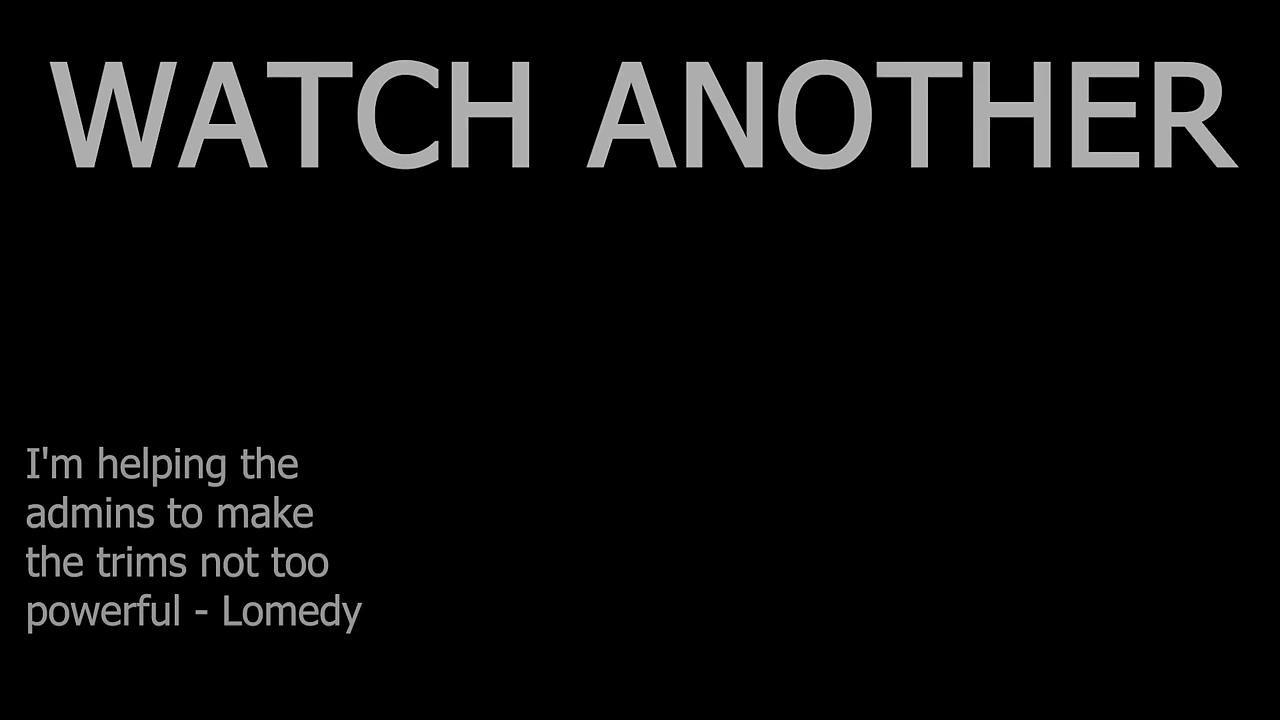 WATCH ANOTHER
I'm helping the
admins to make
the trims not too
powerful - Lomedy